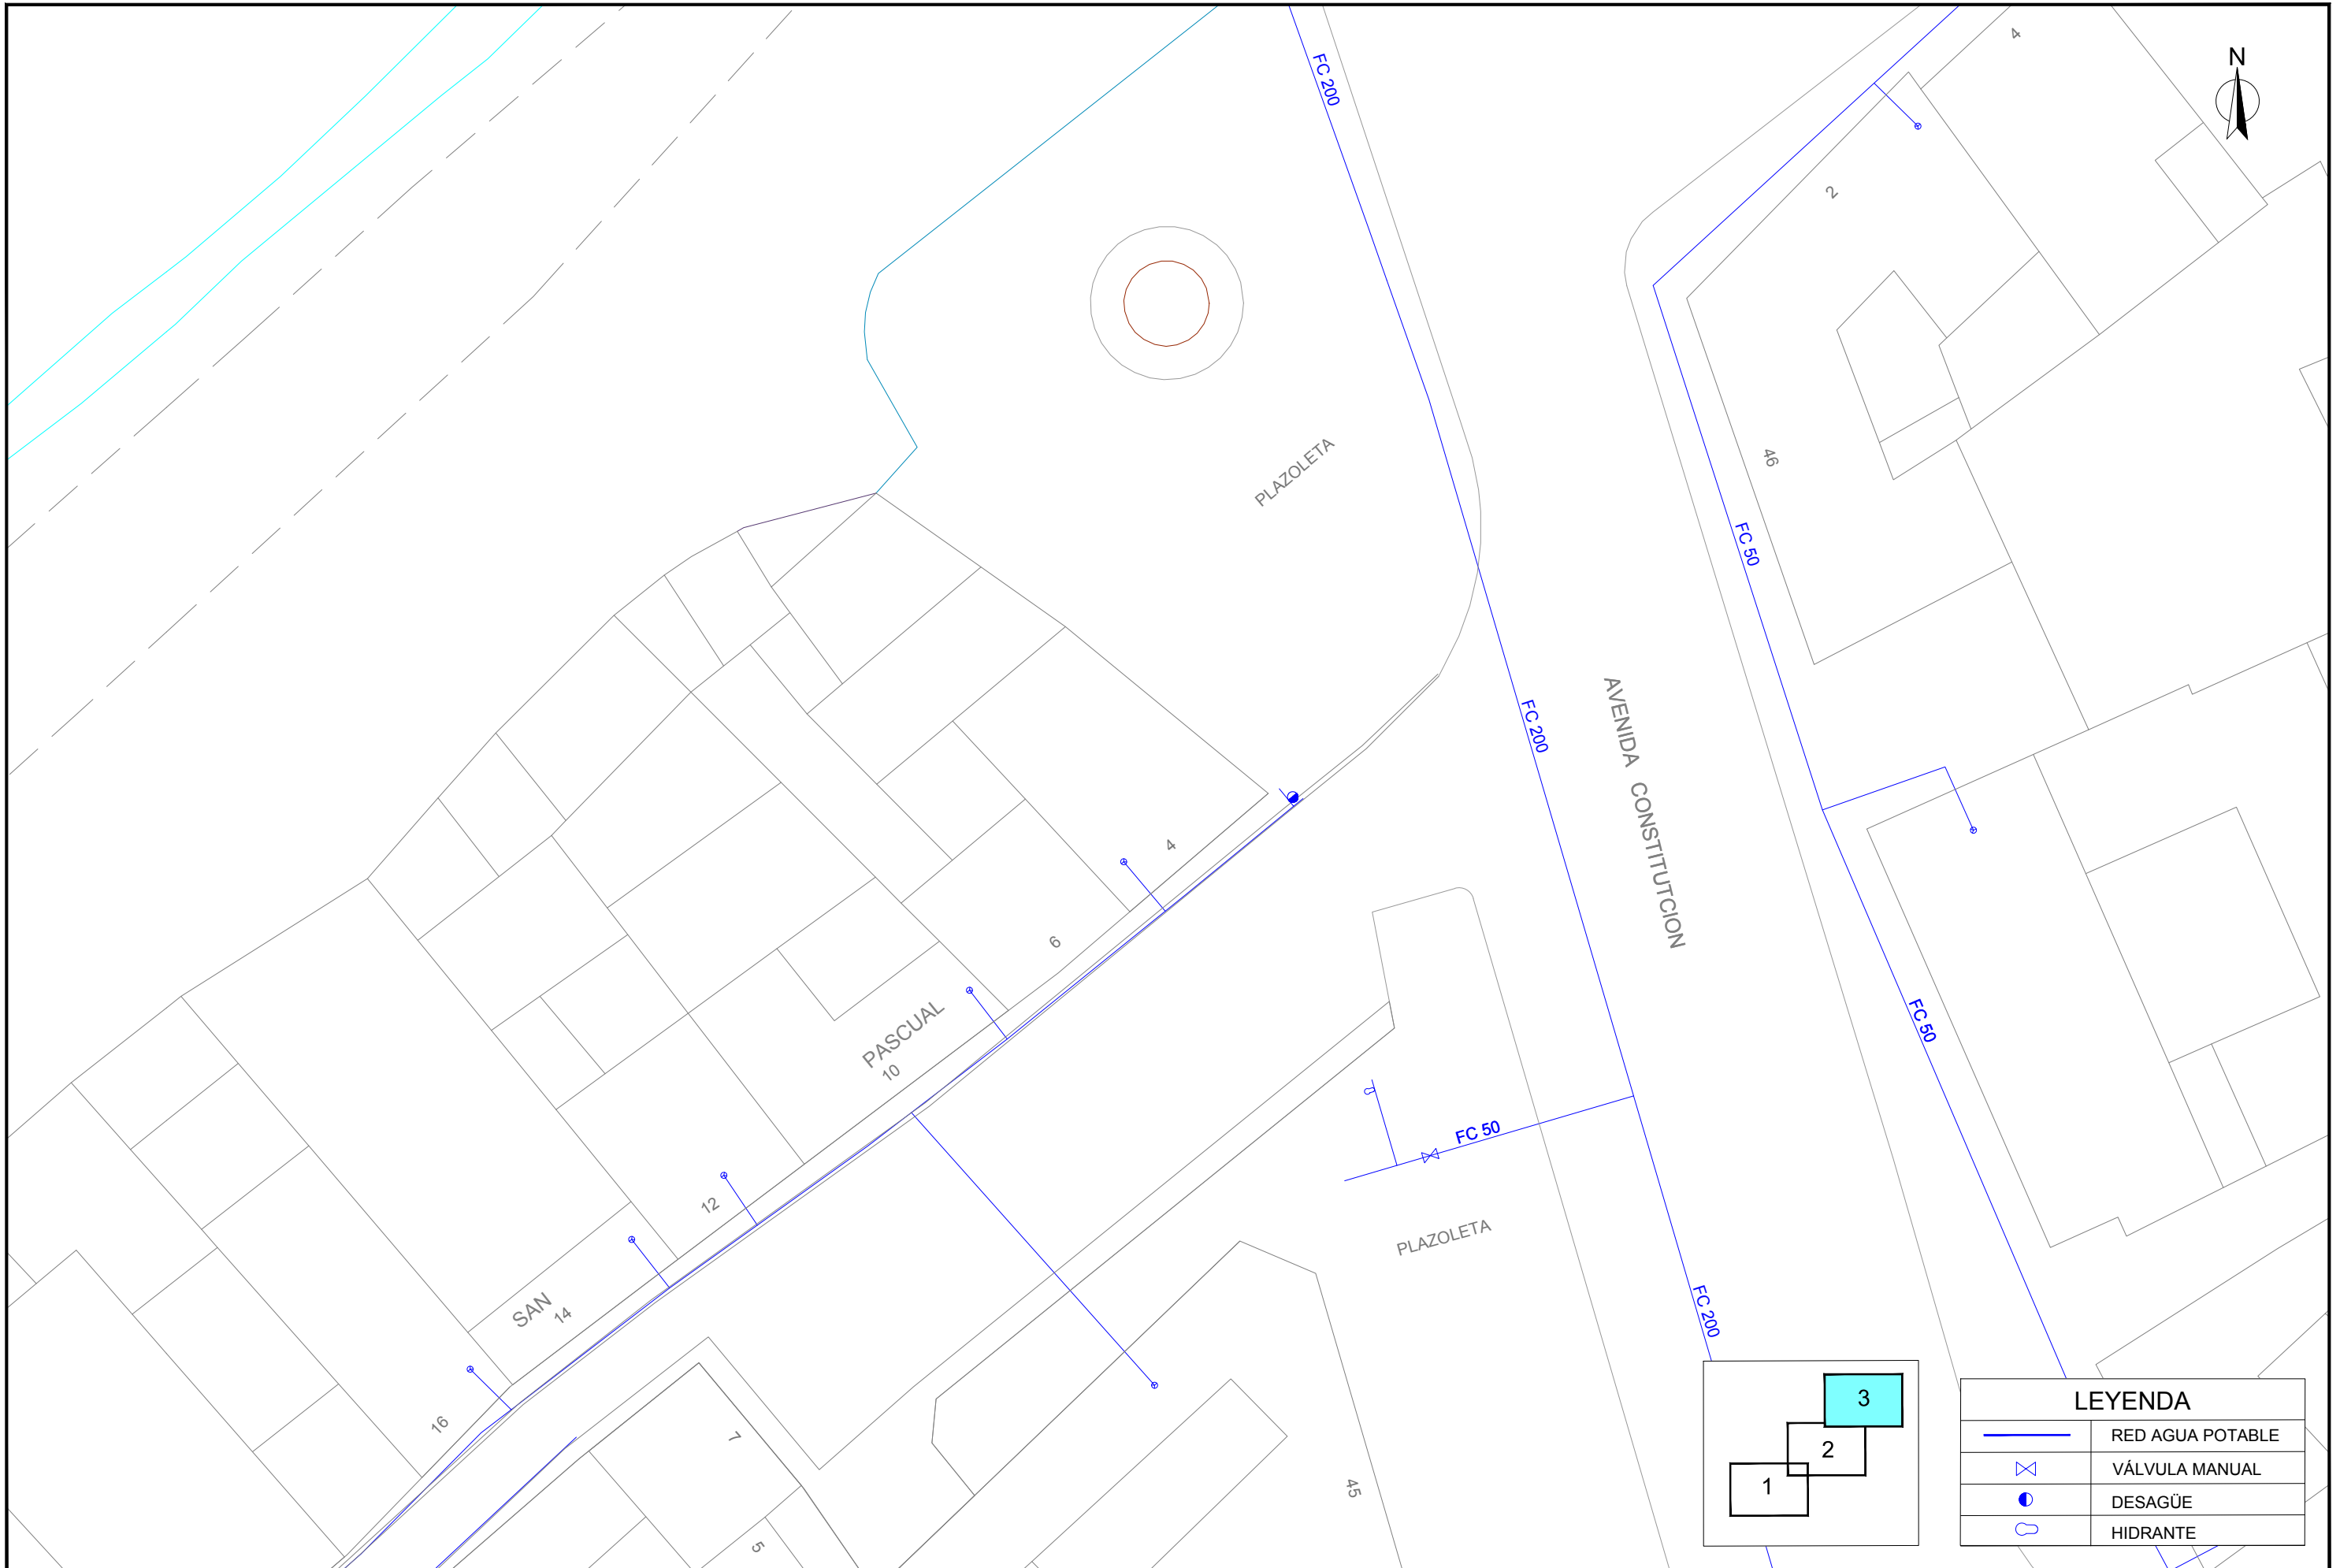 FC 200
4
N
2
PLAZOLETA
46
FC 50
FC 200
AVENIDA CONSTITUTCION
4
6
PASCUAL
10
FC 50
FC 50
12
PLAZOLETA
SAN
14
FC 200
16
7
45
5
3
2
1
LEYENDA
RED AGUA POTABLE
VÁLVULA MANUAL
DESAGÜE
HIDRANTE